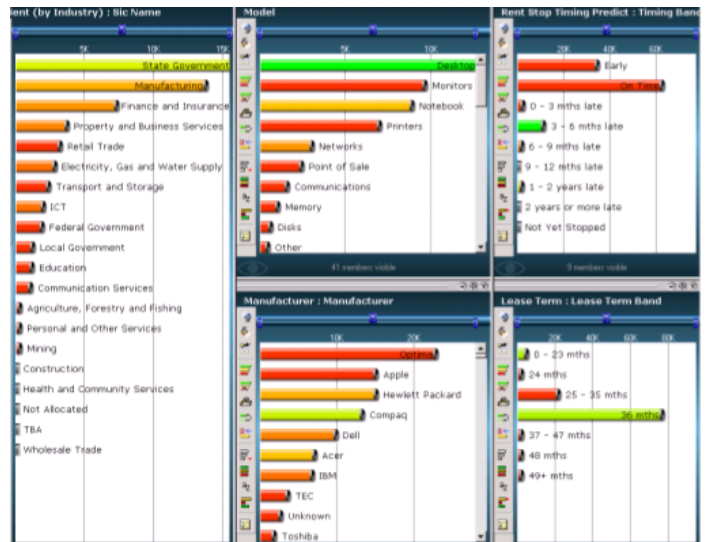 ent (by Industry) : Sic Name
5K 10K 15K
State Government
Manufacturing
Finance and Insurance
Property and Business Services
Retail Trade
Electricity, Gas and Water Supply
Transport and Storage
ICT
Federal Government
Local Government
Education
Communication Services
Agriculture, Forestry and Fishing
Personal and Other Services
Mining
Construction
Health and Community Services
Not Allocated
TBA
Wholesale Trade
Model
5K 10K
Desktop
Monitors
Notebook
Printers
Networks
Point of Sale
Communications
Memory
Disks
Other
41 members visible
Manufacturer : Manufacturer
10K 20K
Optima
Apple
Hewlett Packard
Compaq
Dell
Acer
IBM
TEC
Unknown
Toshiba
Rent Stop Timing Predict : Timing Band
20K 40K 60K
Early
On Time
0 - 3 mths late
3 - 6 mths late
6 - 9 mths late
9 - 12 mths late
1 - 2 years late
2 years or more late
Not Yet Stopped
9 members visible
Lease Term : Lease Term Band
20K 40K 60K 80K
0 - 23 mths
24 mths
25 - 35 mths
36 mths
37 - 47 mths
48 mths
49+ mths